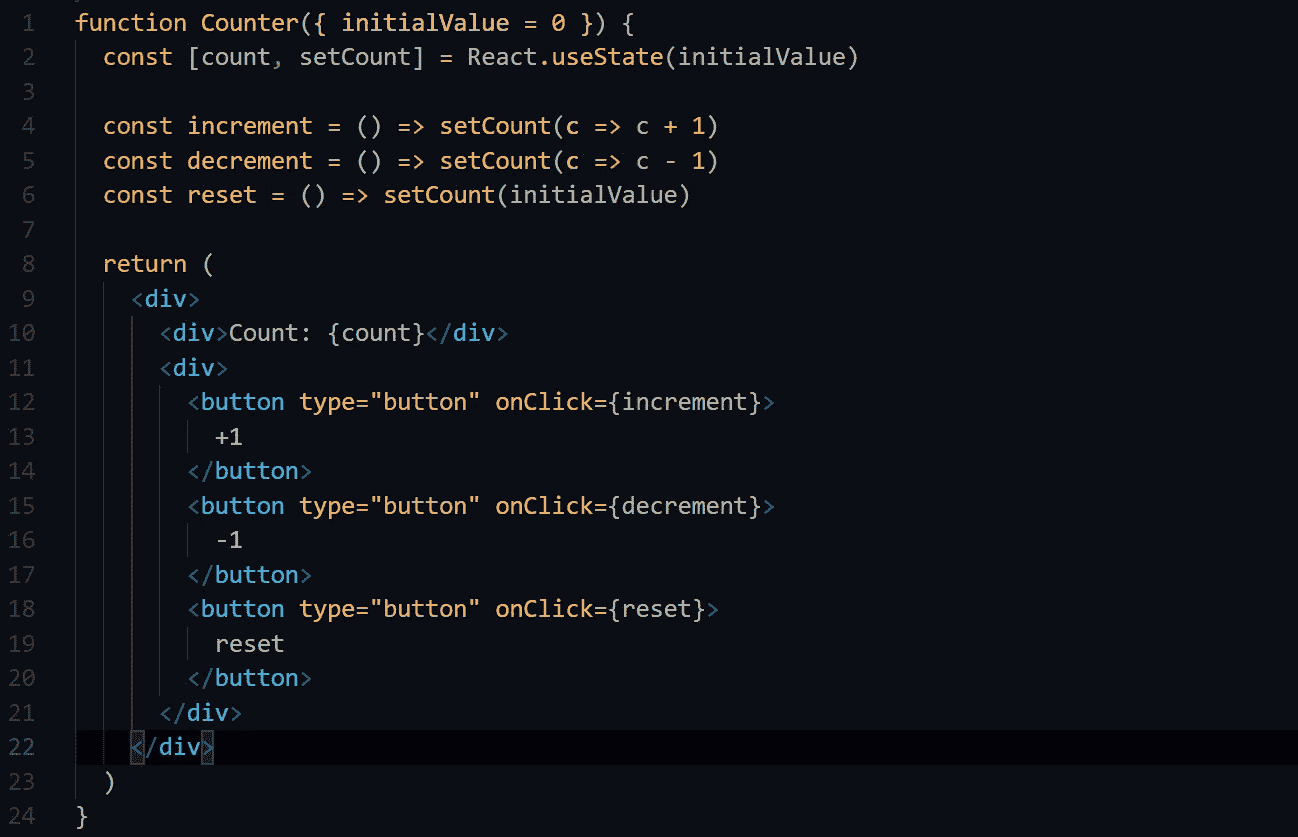 1 function Counter({ initialValue = 0 }) {
2   const [count, setCount] = React.useState(initialValue)
3
4   const increment = () => setCount(c => c + 1)
5   const decrement = () => setCount(c => c - 1)
6   const reset = () => setCount(initialValue)
7
8   return (
9     <div>
10       <div>Count: {count}</div>
11       <div>
12         <button type="button" onClick={increment}>
13           +1
14         </button>
15         <button type="button" onClick={decrement}>
16           -1
17         </button>
18         <button type="button" onClick={reset}>
19           reset
20         </button>
21       </div>
22     </div>
23   )
24 }